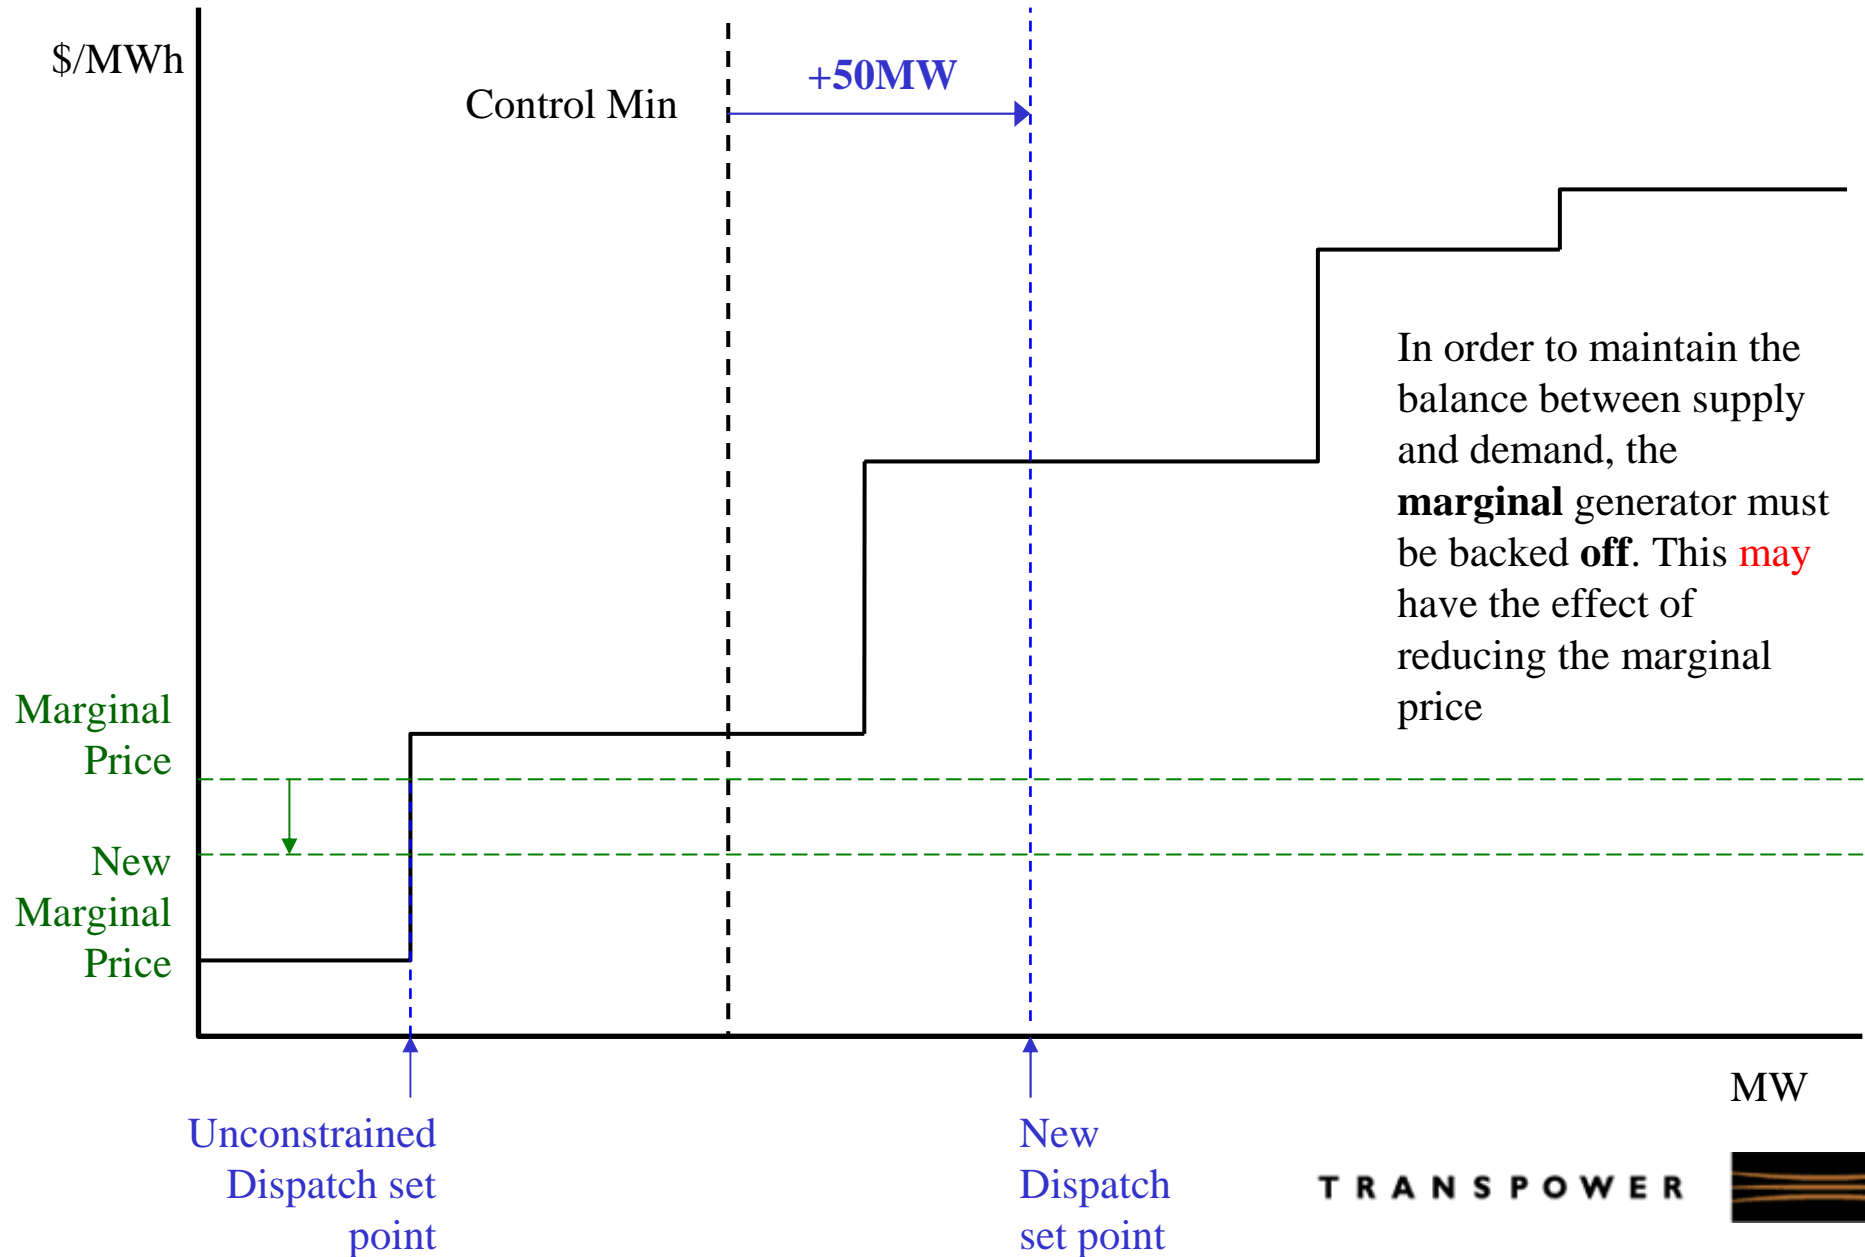 $/MWh
Control Min
+50MW
In order to maintain the
balance between supply
and demand, the
marginal generator must
be backed off. This may
have the effect of
reducing the marginal
price
Marginal
Price
New
Marginal
Price
MW
Unconstrained
Dispatch set
point
New
Dispatch
set point
TRANSPOWER